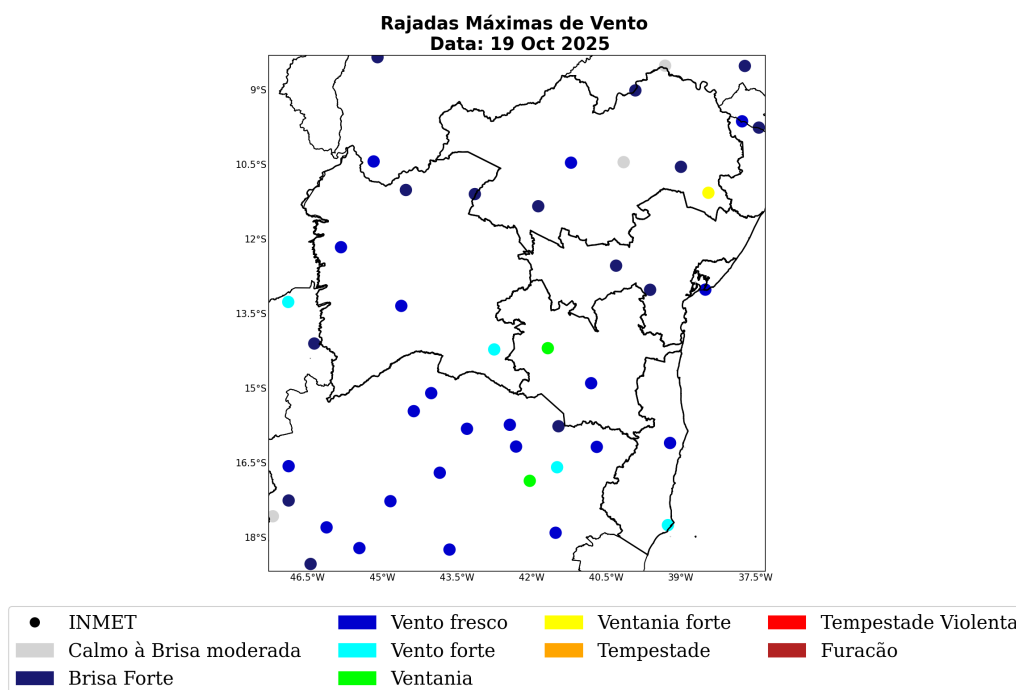 Rajadas Máximas de Vento
Data: 19 Oct 2025
9°S
10.5°S
12°S
13.5°S
15°S
16.5°S
18°S
46.5°W 45°W 43.5°W 42°W 40.5°W 39°W 37.5°W
INMET Vento fresco Ventania forte Tempestade Violenta
Calmo à Brisa moderada Vento forte Tempestade Furacão
Brisa Forte Ventania